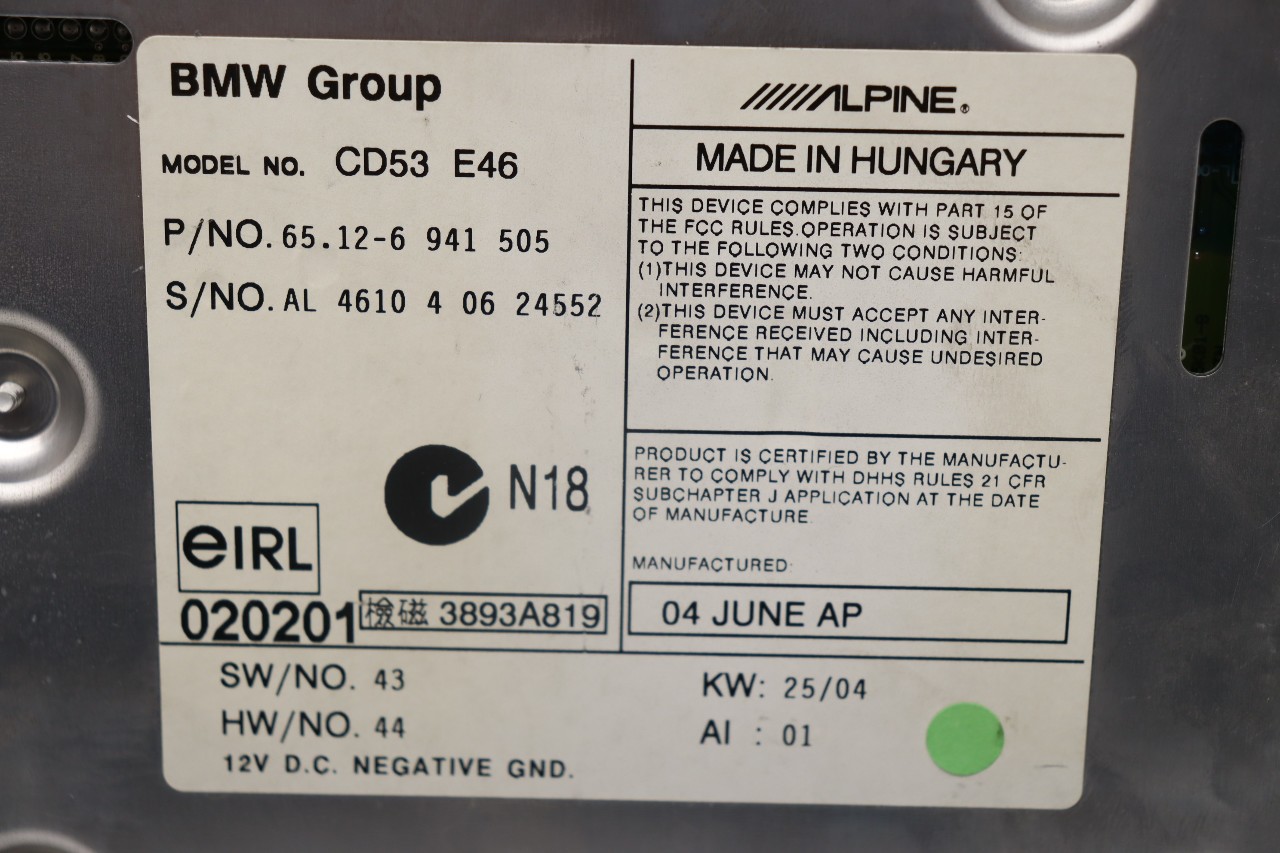 BMW Group
MODEL NO. CD53 E46
P/NO. 65.12-6 941 505
S/NO. AL 4610 4 06 24552
N18
eIRL
020201
檢磁 3893A819
ALPINE®
MADE IN HUNGARY
THIS DEVICE COMPLIES WITH PART 15 OF
THE FCC RULES.OPERATION IS SUBJECT
TO THE FOLLOWING TWO CONDITIONS:
(1)THIS DEVICE MAY NOT CAUSE HARMFUL
INTERFERENCE.
(2)THIS DEVICE MUST ACCEPT ANY INTER-
FERENCE RECEIVED INCLUDING INTER-
FERENCE THAT MAY CAUSE UNDESIRED
OPERATION.
PRODUCT IS CERTIFIED BY THE MANUFACTU-
RER TO COMPLY WITH DHHS RULES 21 CFR
SUBCHAPTER J APPLICATION AT THE DATE
OF MANUFACTURE
MANUFACTURED:
04 JUNE AP
SW/NO. 43
HW/NO. 44
12V D.C. NEGATIVE GND.
KW: 25/04
AI : 01